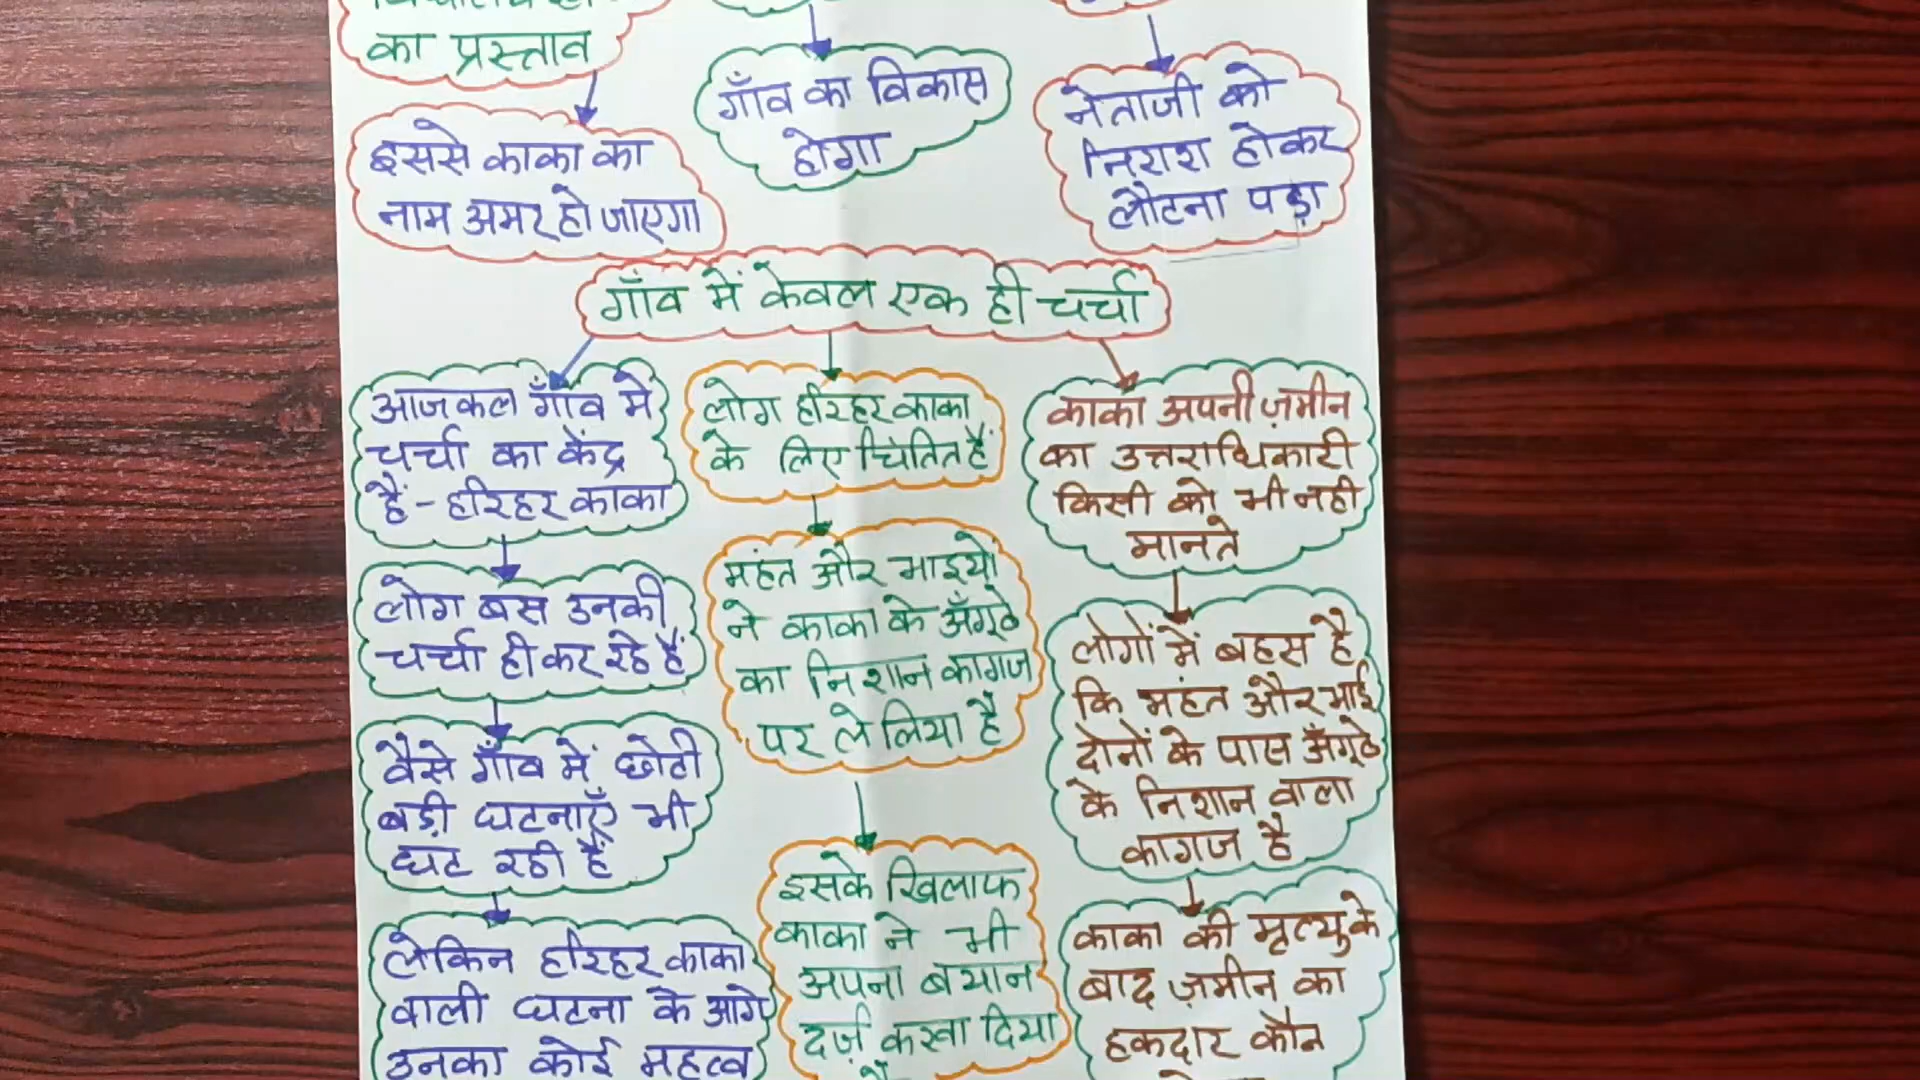 का प्रस्ताव
इससे काका का
नाम अमर हो जाएगा
गाँव का विकास
होगा
नेताजी को
निराश होकर
लौटना पड़ा
गाँव में केवल एक ही चर्चा
आजकल गाँव में
चर्चा का केंद्र
हैं - हरिहर काका
लोग बस उनकी
चर्चा ही कर रहे हैं
वैसे गाँव में छोटी
बड़ी घटनाएँ भी
घट रही हैं
लेकिन हरिहर काका
वाली घटना के आगे
उनका कोई महत्व
लोग हरिहर काका
के लिए चिंतित हैं
महंत और भाइयों
ने काका के अँगूठे
का निशान कागज
पर ले लिया है
इसके खिलाफ
काका ने भी
अपना बयान
दर्ज़ करवा दिया
काका अपनी ज़मीन
का उत्तराधिकारी
किसी को भी नही
मानते
लोगों में बहस है
कि महंत और भाई
दोनों के पास अँगूठे
के निशान वाला
कागज है
काका की मृत्यु के
बाद ज़मीन का
हकदार कौन